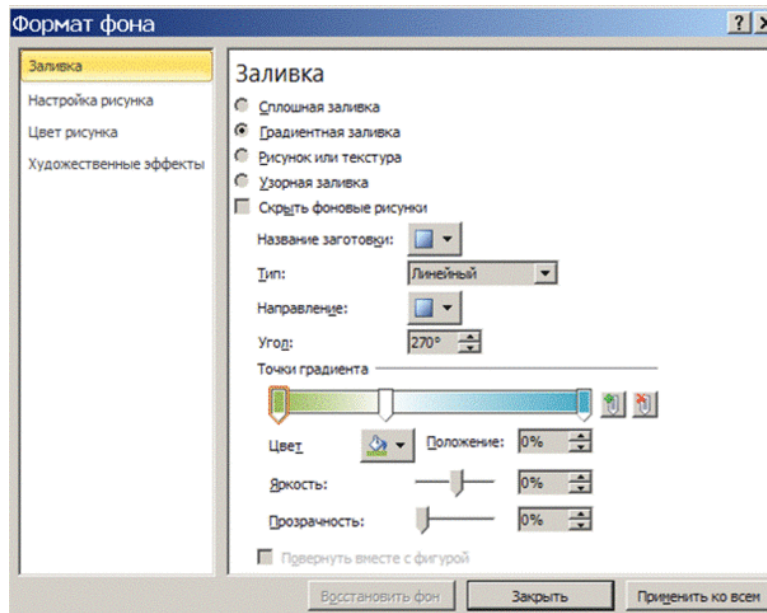 Формат фона
Заливка
Настройка рисунка
Цвет рисунка
Художественные эффекты
Заливка
Сплошная заливка
Градиентная заливка
Рисунок или текстура
Узорная заливка
Скрыть фоновые рисунки
Название заготовки:
Тип: Линейный
Направление:
Угол: 270°
Точки градиента
Цвет Положение: 0%
Яркость: 0%
Прозрачность: 0%
Повернуть вместе с фигурой
Восстановить фон Закрыть Применить ко всем